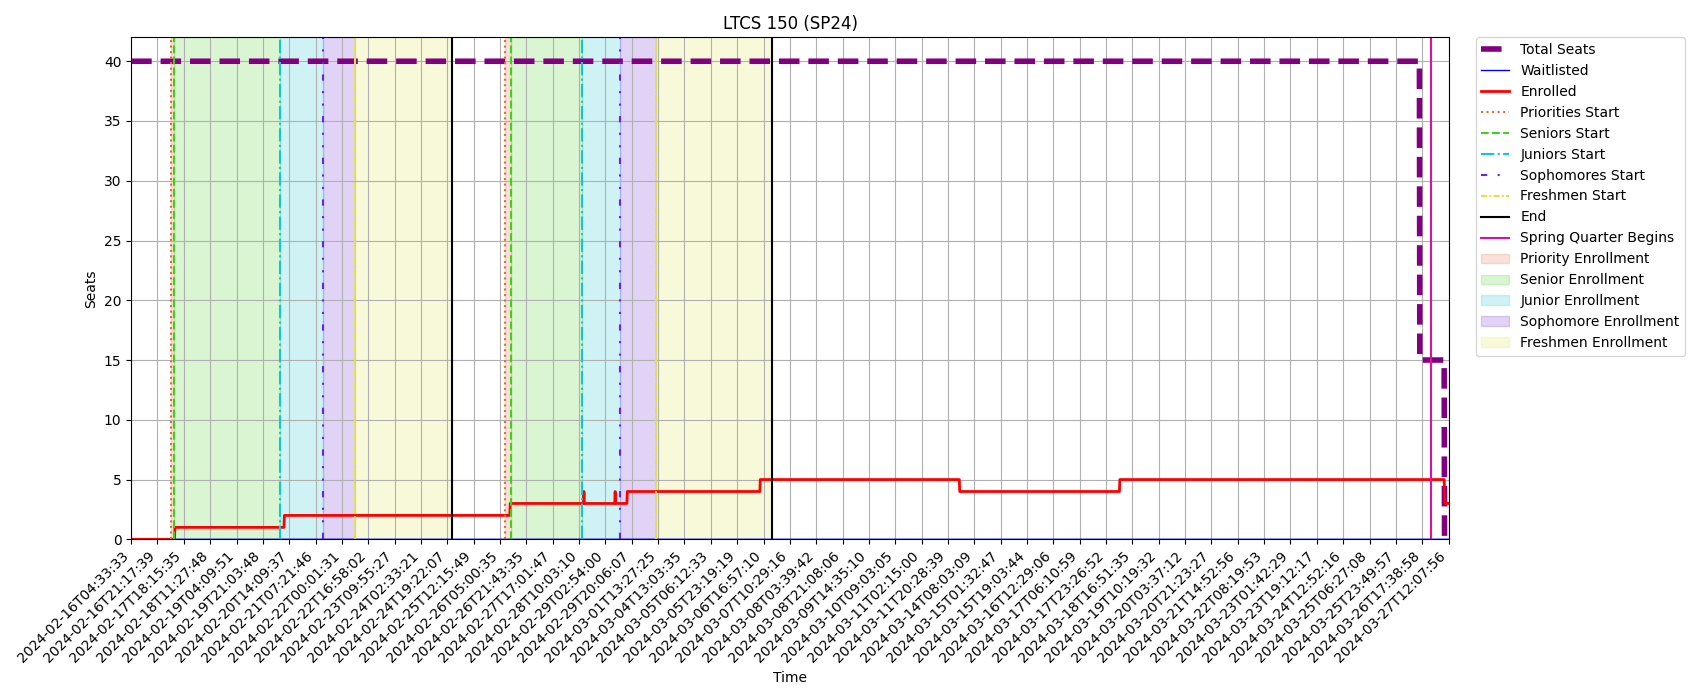 LTCS 150 (SP24)
Seats
40
35
30
25
20
15
10
5
0
2024-02-16T04:33:33
2024-02-16T21:17:39
2024-02-17T18:15:35
2024-02-18T11:27:48
2024-02-19T04:09:51
2024-02-19T21:03:48
2024-02-20T14:09:37
2024-02-21T07:21:46
2024-02-22T00:01:31
2024-02-22T16:58:02
2024-02-23T09:55:27
2024-02-24T02:33:21
2024-02-24T19:22:07
2024-02-25T12:15:49
2024-02-26T05:00:35
2024-02-26T21:43:35
2024-02-27T17:01:47
2024-02-28T10:03:10
2024-02-29T02:54:00
2024-02-29T20:06:07
2024-03-01T13:27:25
2024-03-04T13:03:35
2024-03-05T06:12:33
2024-03-05T23:19:19
2024-03-06T16:57:10
2024-03-07T10:29:16
2024-03-08T03:39:42
2024-03-08T21:08:06
2024-03-09T14:35:10
2024-03-10T09:03:05
2024-03-11T02:15:00
2024-03-11T20:28:39
2024-03-14T08:03:09
2024-03-15T01:32:47
2024-03-15T19:03:44
2024-03-16T12:29:06
2024-03-17T06:10:59
2024-03-17T23:26:52
2024-03-18T16:51:35
2024-03-19T10:19:32
2024-03-20T03:37:12
2024-03-20T21:23:27
2024-03-21T14:52:56
2024-03-22T08:19:53
2024-03-23T01:42:29
2024-03-23T19:12:17
2024-03-24T12:52:16
2024-03-25T06:27:08
2024-03-25T23:49:57
2024-03-26T17:38:58
2024-03-27T12:07:56
Time
Total Seats
Waitlisted
Enrolled
Priorities Start
Seniors Start
Juniors Start
Sophomores Start
Freshmen Start
End
Spring Quarter Begins
Priority Enrollment
Senior Enrollment
Junior Enrollment
Sophomore Enrollment
Freshmen Enrollment